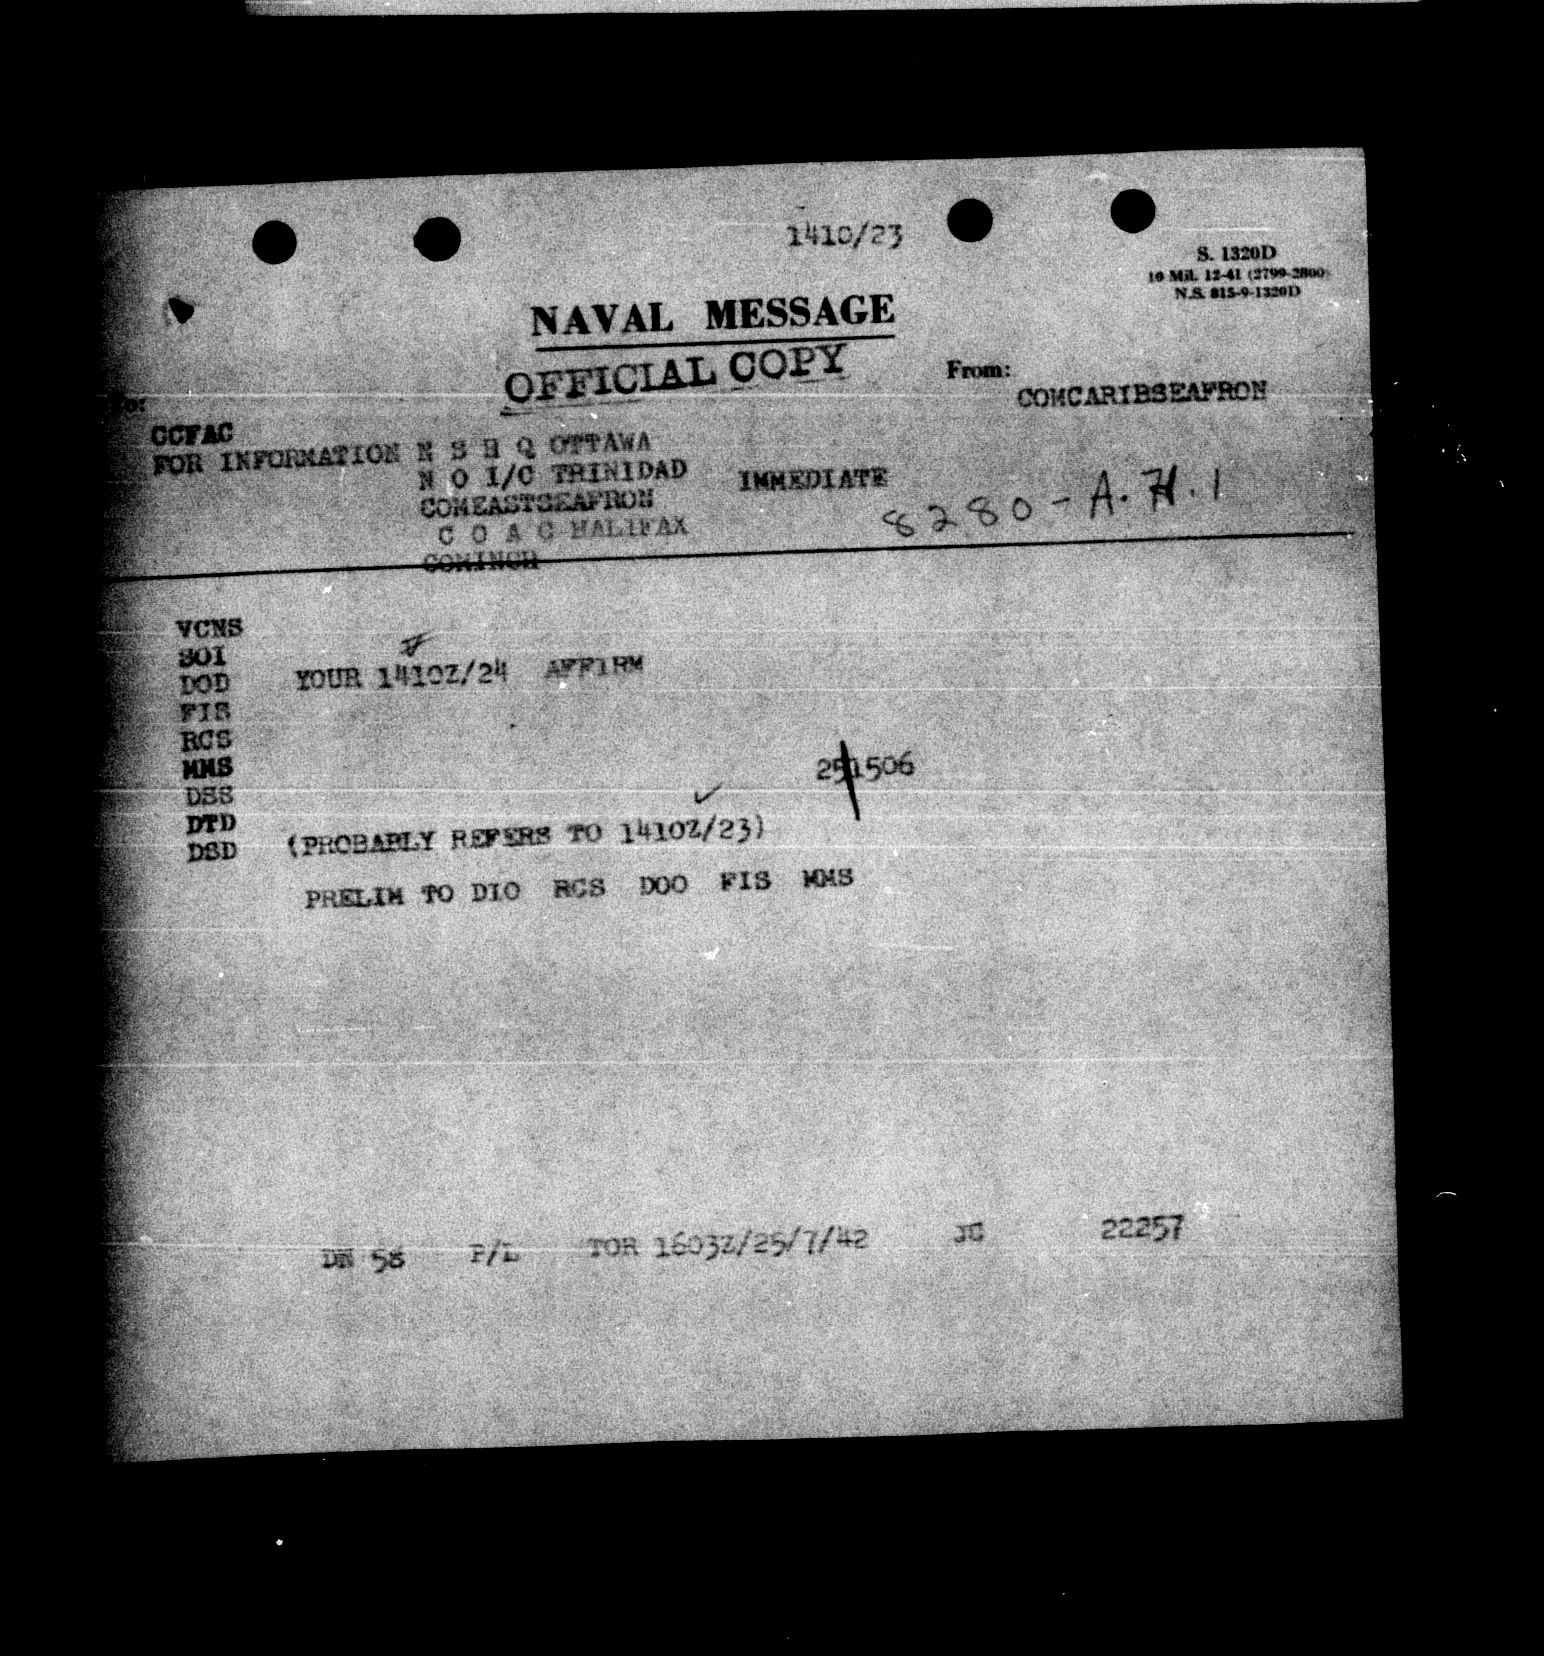 1410/23
S. 1320D
10 Mil. 12-41 (2799-2800)
N.S. 815-9-1320D
NAVAL MESSAGE
OFFICIAL COPY
From:
COMCARIBSEAFRON
To:
CCFAC
FOR INFORMATION N S H Q OTTAWA
N O I/C TRINIDAD IMMEDIATE
COMEASTSEAFRON
8280-A.H.1
C O A C HALIFAX
COMINCH
VCNS
SOI
DOD YOUR 1410Z/24 AFFIRM
FIS
RCS
MMS 251506
DSS
DTD (PROBABLY REFERS TO 1410Z/23)
DSD
PRELIM TO DIO RCS DOO FIS MMS
DN 58 P/L TOR 1603Z/25/7/42 JC 22257